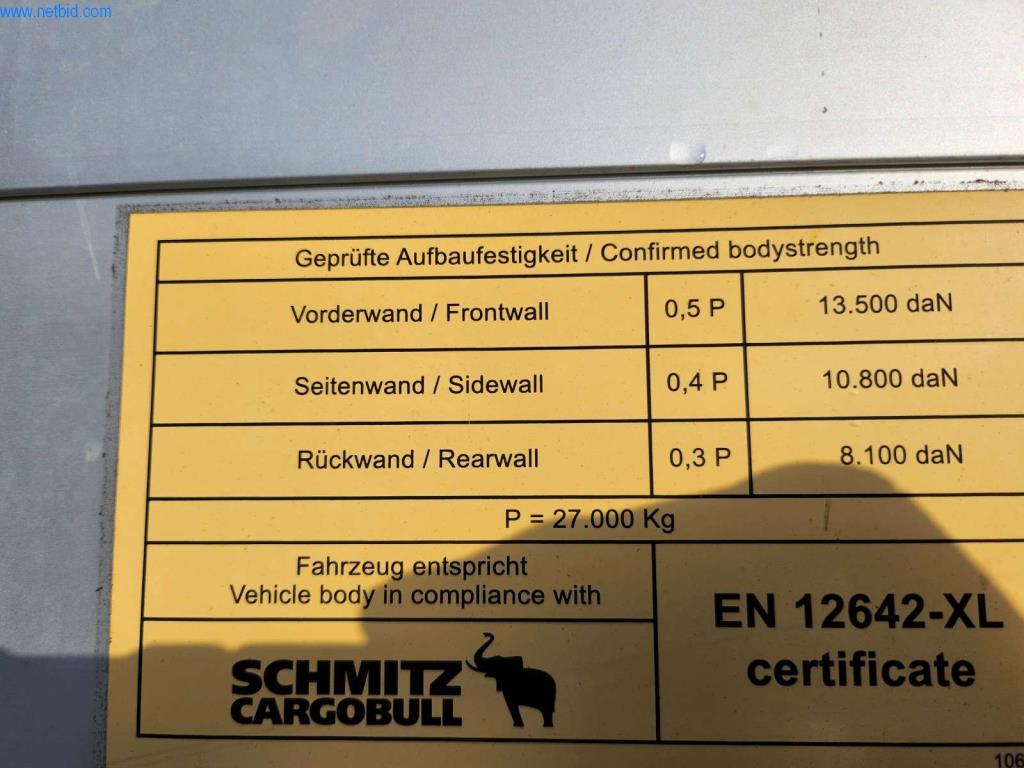 www.netbid.com
Geprüfte Aufbaufestigkeit / Confirmed bodystrength
Vorderwand / Frontwall 0,5 P 13.500 daN
Seitenwand / Sidewall 0,4 P 10.800 daN
Rückwand / Rearwall 0,3 P 8.100 daN
P = 27.000 Kg
Fahrzeug entspricht
Vehicle body in compliance with
EN 12642-XL
certificate
SCHMITZ
CARGOBULL
106